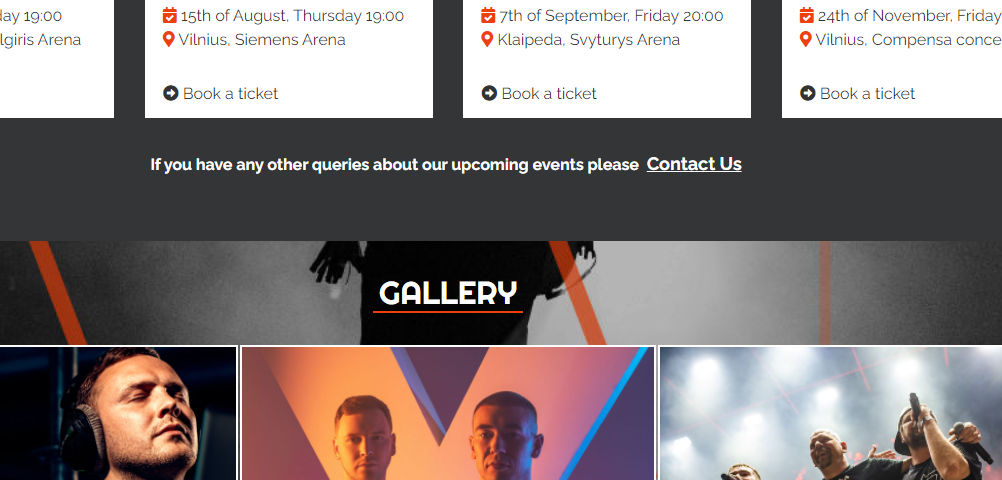 day 19:00
lgiris Arena
15th of August, Thursday 19:00
Vilnius, Siemens Arena
Book a ticket
7th of September, Friday 20:00
Klaipeda, Svyturys Arena
Book a ticket
24th of November, Friday
Vilnius, Compensa conce
Book a ticket
If you have any other queries about our upcoming events please Contact Us
GALLERY